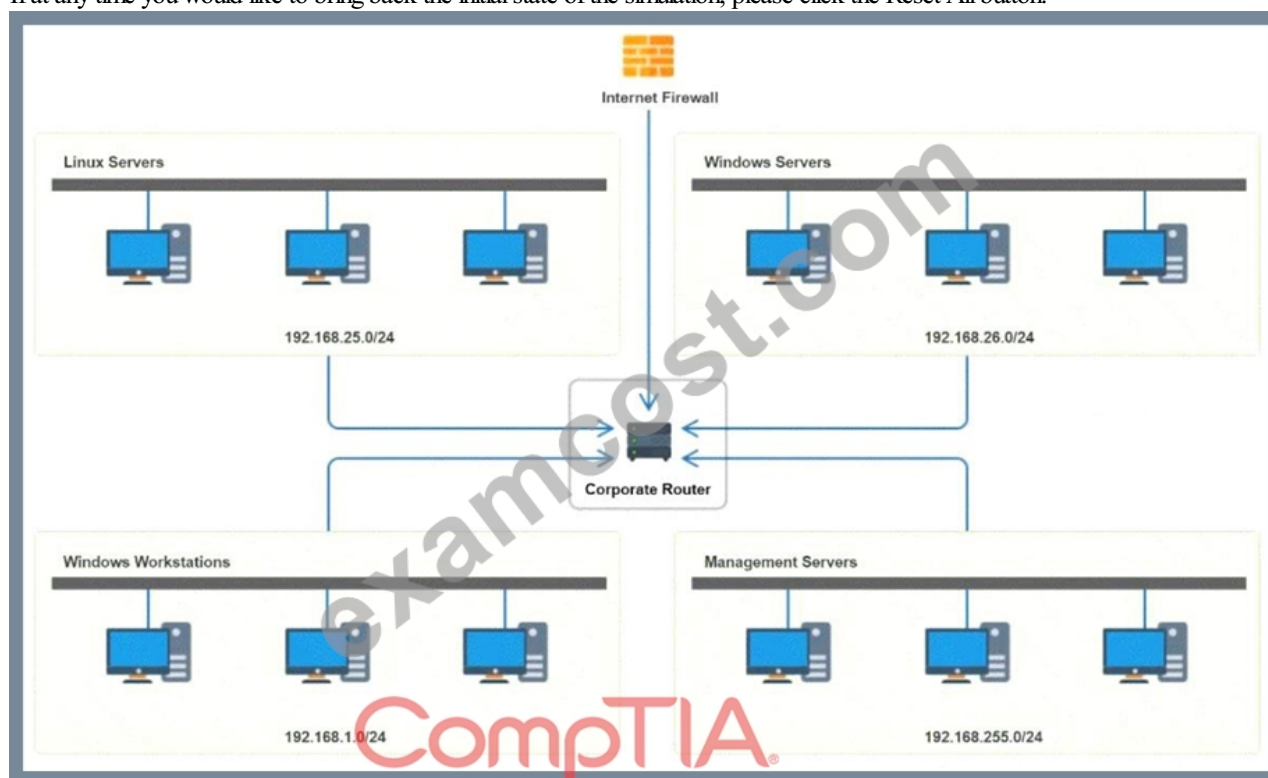 If at any time you would like to bring back the initial state of the simulation, please click the Reset All button.
Internet Firewall
Linux Servers
Windows Servers
192.168.25.0/24
192.168.26.0/24
Corporate Router
Windows Workstations
Management Servers
192.168.1.0/24
192.168.255.0/24
examcost.com
CompTIA.